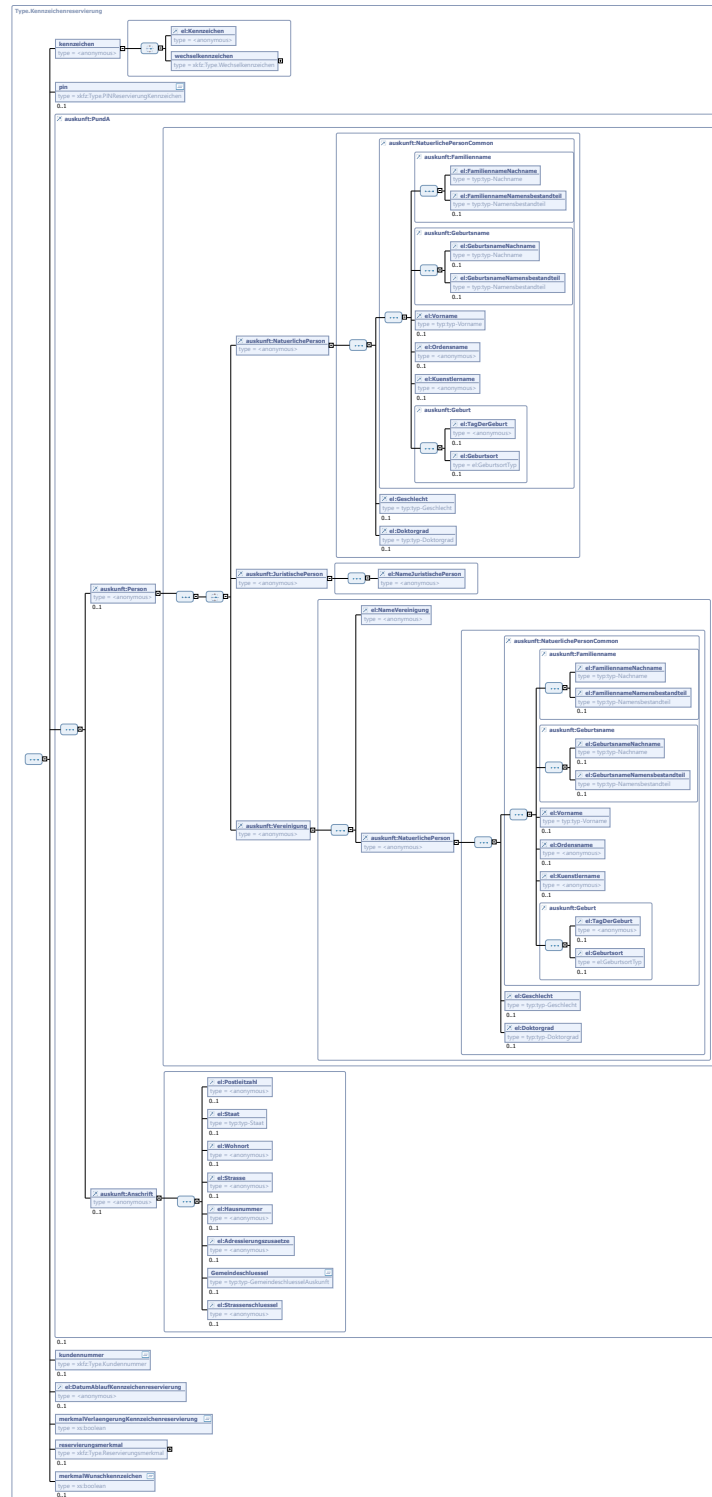 Type.Kennzeichenreservierung
kennzeichen
type = <anonymous>
el:Kennzeichen
type = <anonymous>
wechselkennzeichen
type = skfz:Type.Wechselkennzeichen
pin
type = skfz:Type.PINReservierungKennzeichen
0..1
auskunft:PundA
auskunft:NatuerlichePersonCommon
auskunft:Familienname
el:FamiliennameNachname
type = typ:typ-Nachname
0..1
el:FamiliennameNamensbestandteil
type = typ:typ-Namensbestandteil
0..1
auskunft:Geburtsname
el:GeburtsnameNachname
type = typ:typ-Nachname
0..1
el:GeburtsnameNamensbestandteil
type = typ:typ-Namensbestandteil
0..1
el:Vorname
type = typ:typ-Vorname
0..1
auskunft:NatuerlichePerson
type = <anonymous>
el:Ordensname
type = <anonymous>
0..1
el:Kuenstlername
type = <anonymous>
0..1
auskunft:Geburt
el:TagDerGeburt
type = <anonymous>
0..1
el:Geburtsort
type = el:GeburtsortTyp
0..1
el:Geschlecht
type = typ:typ-Geschlecht
0..1
el:Doktorgrad
type = typ:typ-Doktorgrad
0..1
auskunft:JuristischePerson
type = <anonymous>
el:NameJuristischePerson
type = <anonymous>
auskunft:Person
type = <anonymous>
0..1
el:NameVereinigung
type = <anonymous>
auskunft:NatuerlichePersonCommon
auskunft:Familienname
el:FamiliennameNachname
type = typ:typ-Nachname
0..1
el:FamiliennameNamensbestandteil
type = typ:typ-Namensbestandteil
0..1
auskunft:Geburtsname
el:GeburtsnameNachname
type = typ:typ-Nachname
0..1
el:GeburtsnameNamensbestandteil
type = typ:typ-Namensbestandteil
0..1
el:Vorname
type = typ:typ-Vorname
0..1
auskunft:Vereinigung
type = <anonymous>
auskunft:NatuerlichePerson
type = <anonymous>
el:Ordensname
type = <anonymous>
0..1
el:Kuenstlername
type = <anonymous>
0..1
auskunft:Geburt
el:TagDerGeburt
type = <anonymous>
0..1
el:Geburtsort
type = el:GeburtsortTyp
0..1
el:Geschlecht
type = typ:typ-Geschlecht
0..1
el:Doktorgrad
type = typ:typ-Doktorgrad
0..1
el:Postleitzahl
type = <anonymous>
0..1
el:Staat
type = typ:typ-Staat
0..1
el:Wohnort
type = <anonymous>
0..1
el:Strasse
type = <anonymous>
0..1
auskunft:Anschrift
type = <anonymous>
0..1
el:Hausnummer
type = <anonymous>
0..1
el:Adressierungszusaetze
type = <anonymous>
0..1
Gemeindeschluessel
type = typ:typ-GemeindeschluesselAuskunft
0..1
el:Strassenschluessel
type = <anonymous>
0..1
0..1
kundennummer
type = skfz:Type.Kundennummer
0..1
el:DatumAblaufKennzeichenreservierung
type = <anonymous>
0..1
merkmalVerlaengerungKennzeichenreservierung
type = xs:boolean
reservierungsmerkmal
type = skfz:Type.Reservierungsmerkmal
0..1
merkmalWunschkennzeichen
type = xs:boolean
0..1